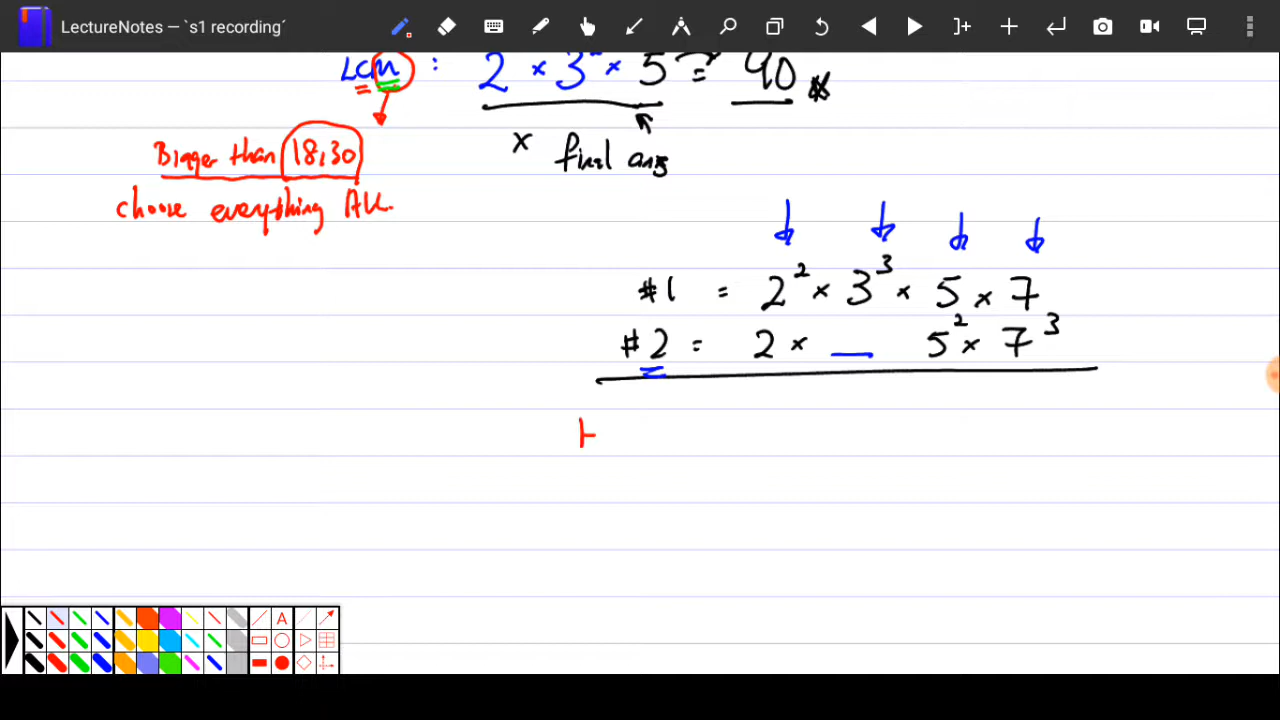 LectureNotes — `s1 recording´
LCM : 2 × 3² × 5 = 90
Bigger than 18,30
× final ans
choose everything ALL.
#1 = 2² × 3³ × 5 × 7
#2 = 2 × __ 5² × 7³